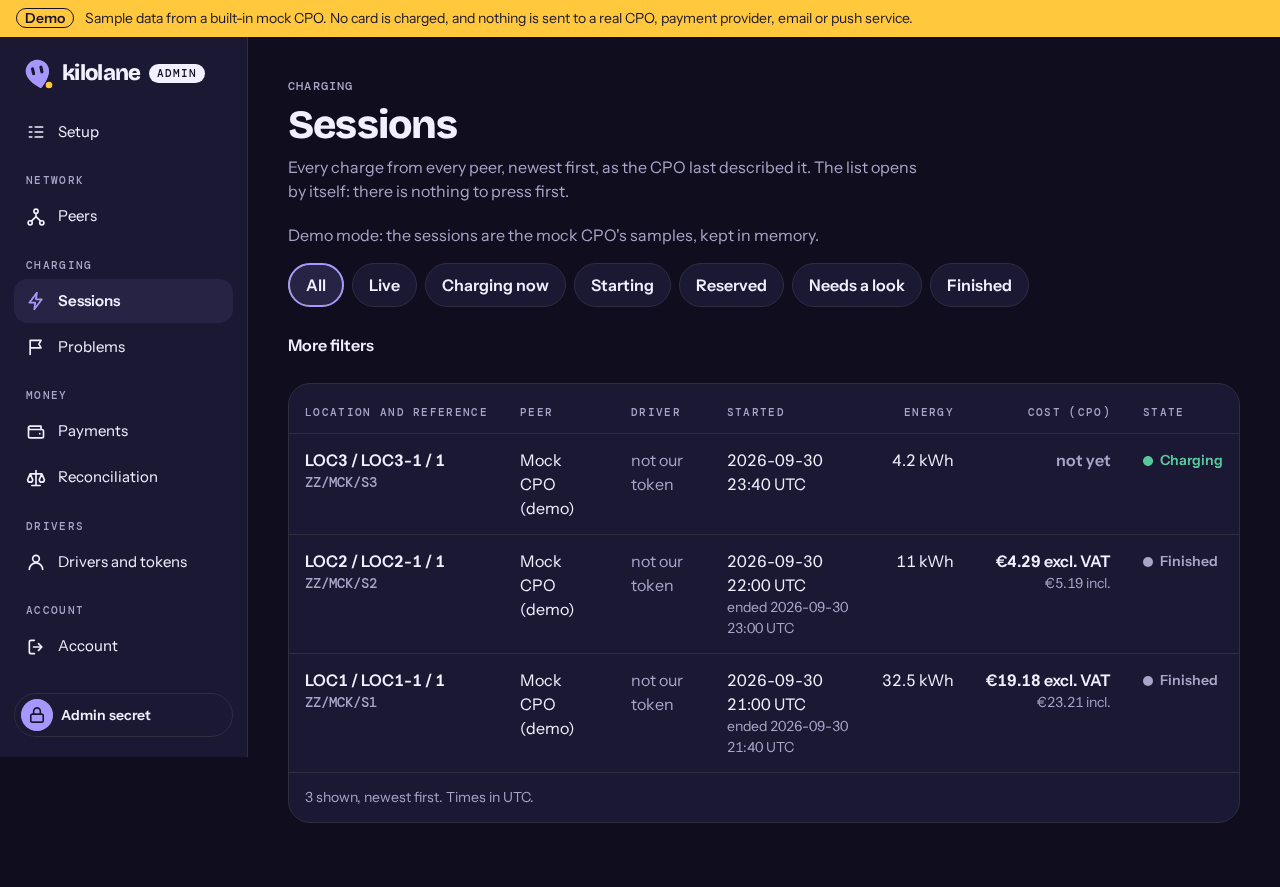 Demo Sample data from a built-in mock CPO. No card is charged, and nothing is sent to a real CPO, payment provider, email or push service.
kilolane ADMIN
Setup
NETWORK
Peers
CHARGING
Sessions
Problems
MONEY
Payments
Reconciliation
DRIVERS
Drivers and tokens
ACCOUNT
Account
Admin secret
CHARGING
Sessions
Every charge from every peer, newest first, as the CPO last described it. The list opens
by itself: there is nothing to press first.
Demo mode: the sessions are the mock CPO's samples, kept in memory.
All Live Charging now Starting Reserved Needs a look Finished
More filters
LOCATION AND REFERENCE PEER DRIVER STARTED ENERGY COST (CPO) STATE
LOC3 / LOC3-1 / 1 Mock not our 2026-09-30 4.2 kWh not yet Charging
ZZ/MCK/S3 CPO token 23:40 UTC
(demo)
LOC2 / LOC2-1 / 1 Mock not our 2026-09-30 11 kWh €4.29 excl. VAT Finished
ZZ/MCK/S2 CPO token 22:00 UTC €5.19 incl.
(demo) ended 2026-09-30
23:00 UTC
LOC1 / LOC1-1 / 1 Mock not our 2026-09-30 32.5 kWh €19.18 excl. VAT Finished
ZZ/MCK/S1 CPO token 21:00 UTC €23.21 incl.
(demo) ended 2026-09-30
21:40 UTC
3 shown, newest first. Times in UTC.